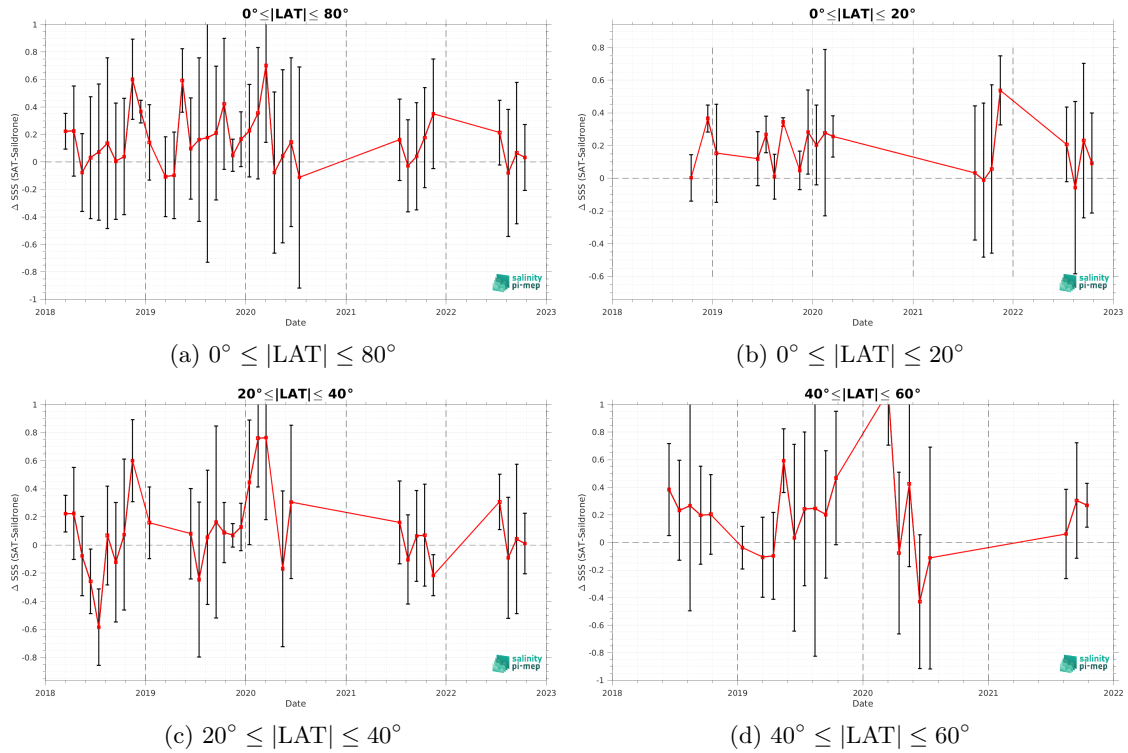 0°≤|LAT|≤ 80°
1
0.8
0.6
0.4
0.2
0
-0.2
-0.4
-0.6
-0.8
-1
Δ SSS (SAT-Saildrone)
2018
2019
2020
2021
2022
2023
Date
salinity
pi-mep
(a) 0° ≤ |LAT| ≤ 80°
0°≤|LAT|≤ 20°
0.8
0.6
0.4
0.2
0
-0.2
-0.4
-0.6
Δ SSS (SAT-Saildrone)
2018
2019
2020
2021
2022
2023
Date
salinity
pi-mep
(b) 0° ≤ |LAT| ≤ 20°
20°≤|LAT|≤ 40°
1
0.8
0.6
0.4
0.2
0
-0.2
-0.4
-0.6
-0.8
Δ SSS (SAT-Saildrone)
2018
2019
2020
2021
2022
2023
Date
salinity
pi-mep
(c) 20° ≤ |LAT| ≤ 40°
40°≤|LAT|≤ 60°
1
0.8
0.6
0.4
0.2
0
-0.2
-0.4
-0.6
-0.8
-1
Δ SSS (SAT-Saildrone)
2018
2019
2020
2021
2022
Date
salinity
pi-mep
(d) 40° ≤ |LAT| ≤ 60°